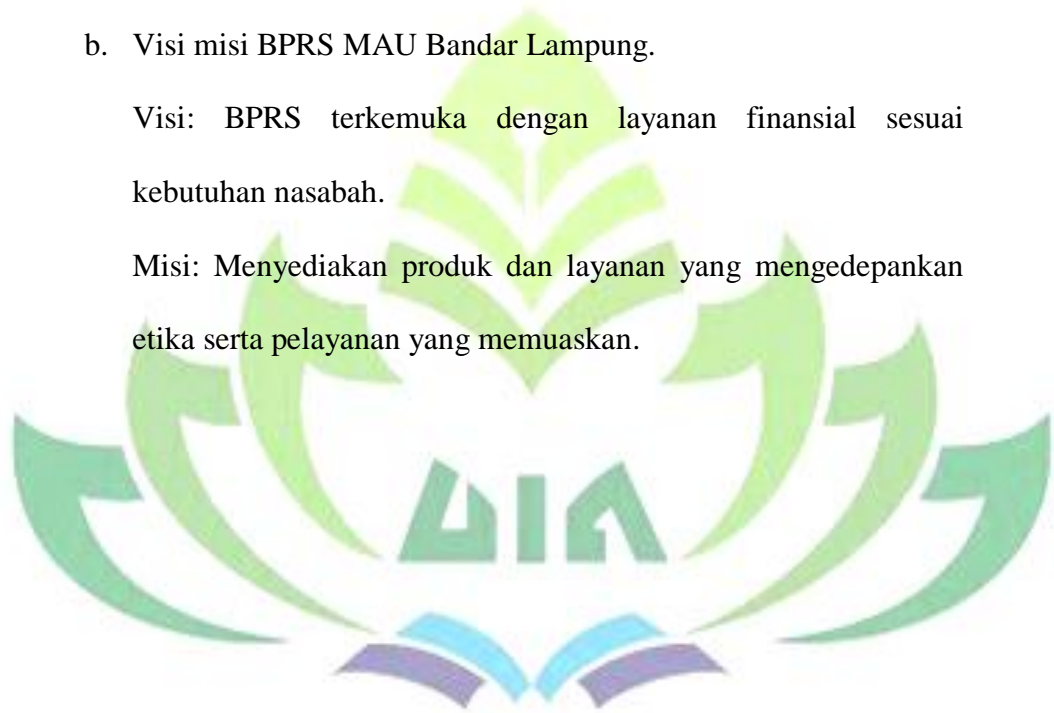 b. Visi misi BPRS MAU Bandar Lampung.
Visi: BPRS terkemuka dengan layanan finansial sesuai
kebutuhan nasabah.
Misi: Menyediakan produk dan layanan yang mengedepankan
etika serta pelayanan yang memuaskan.
UIN